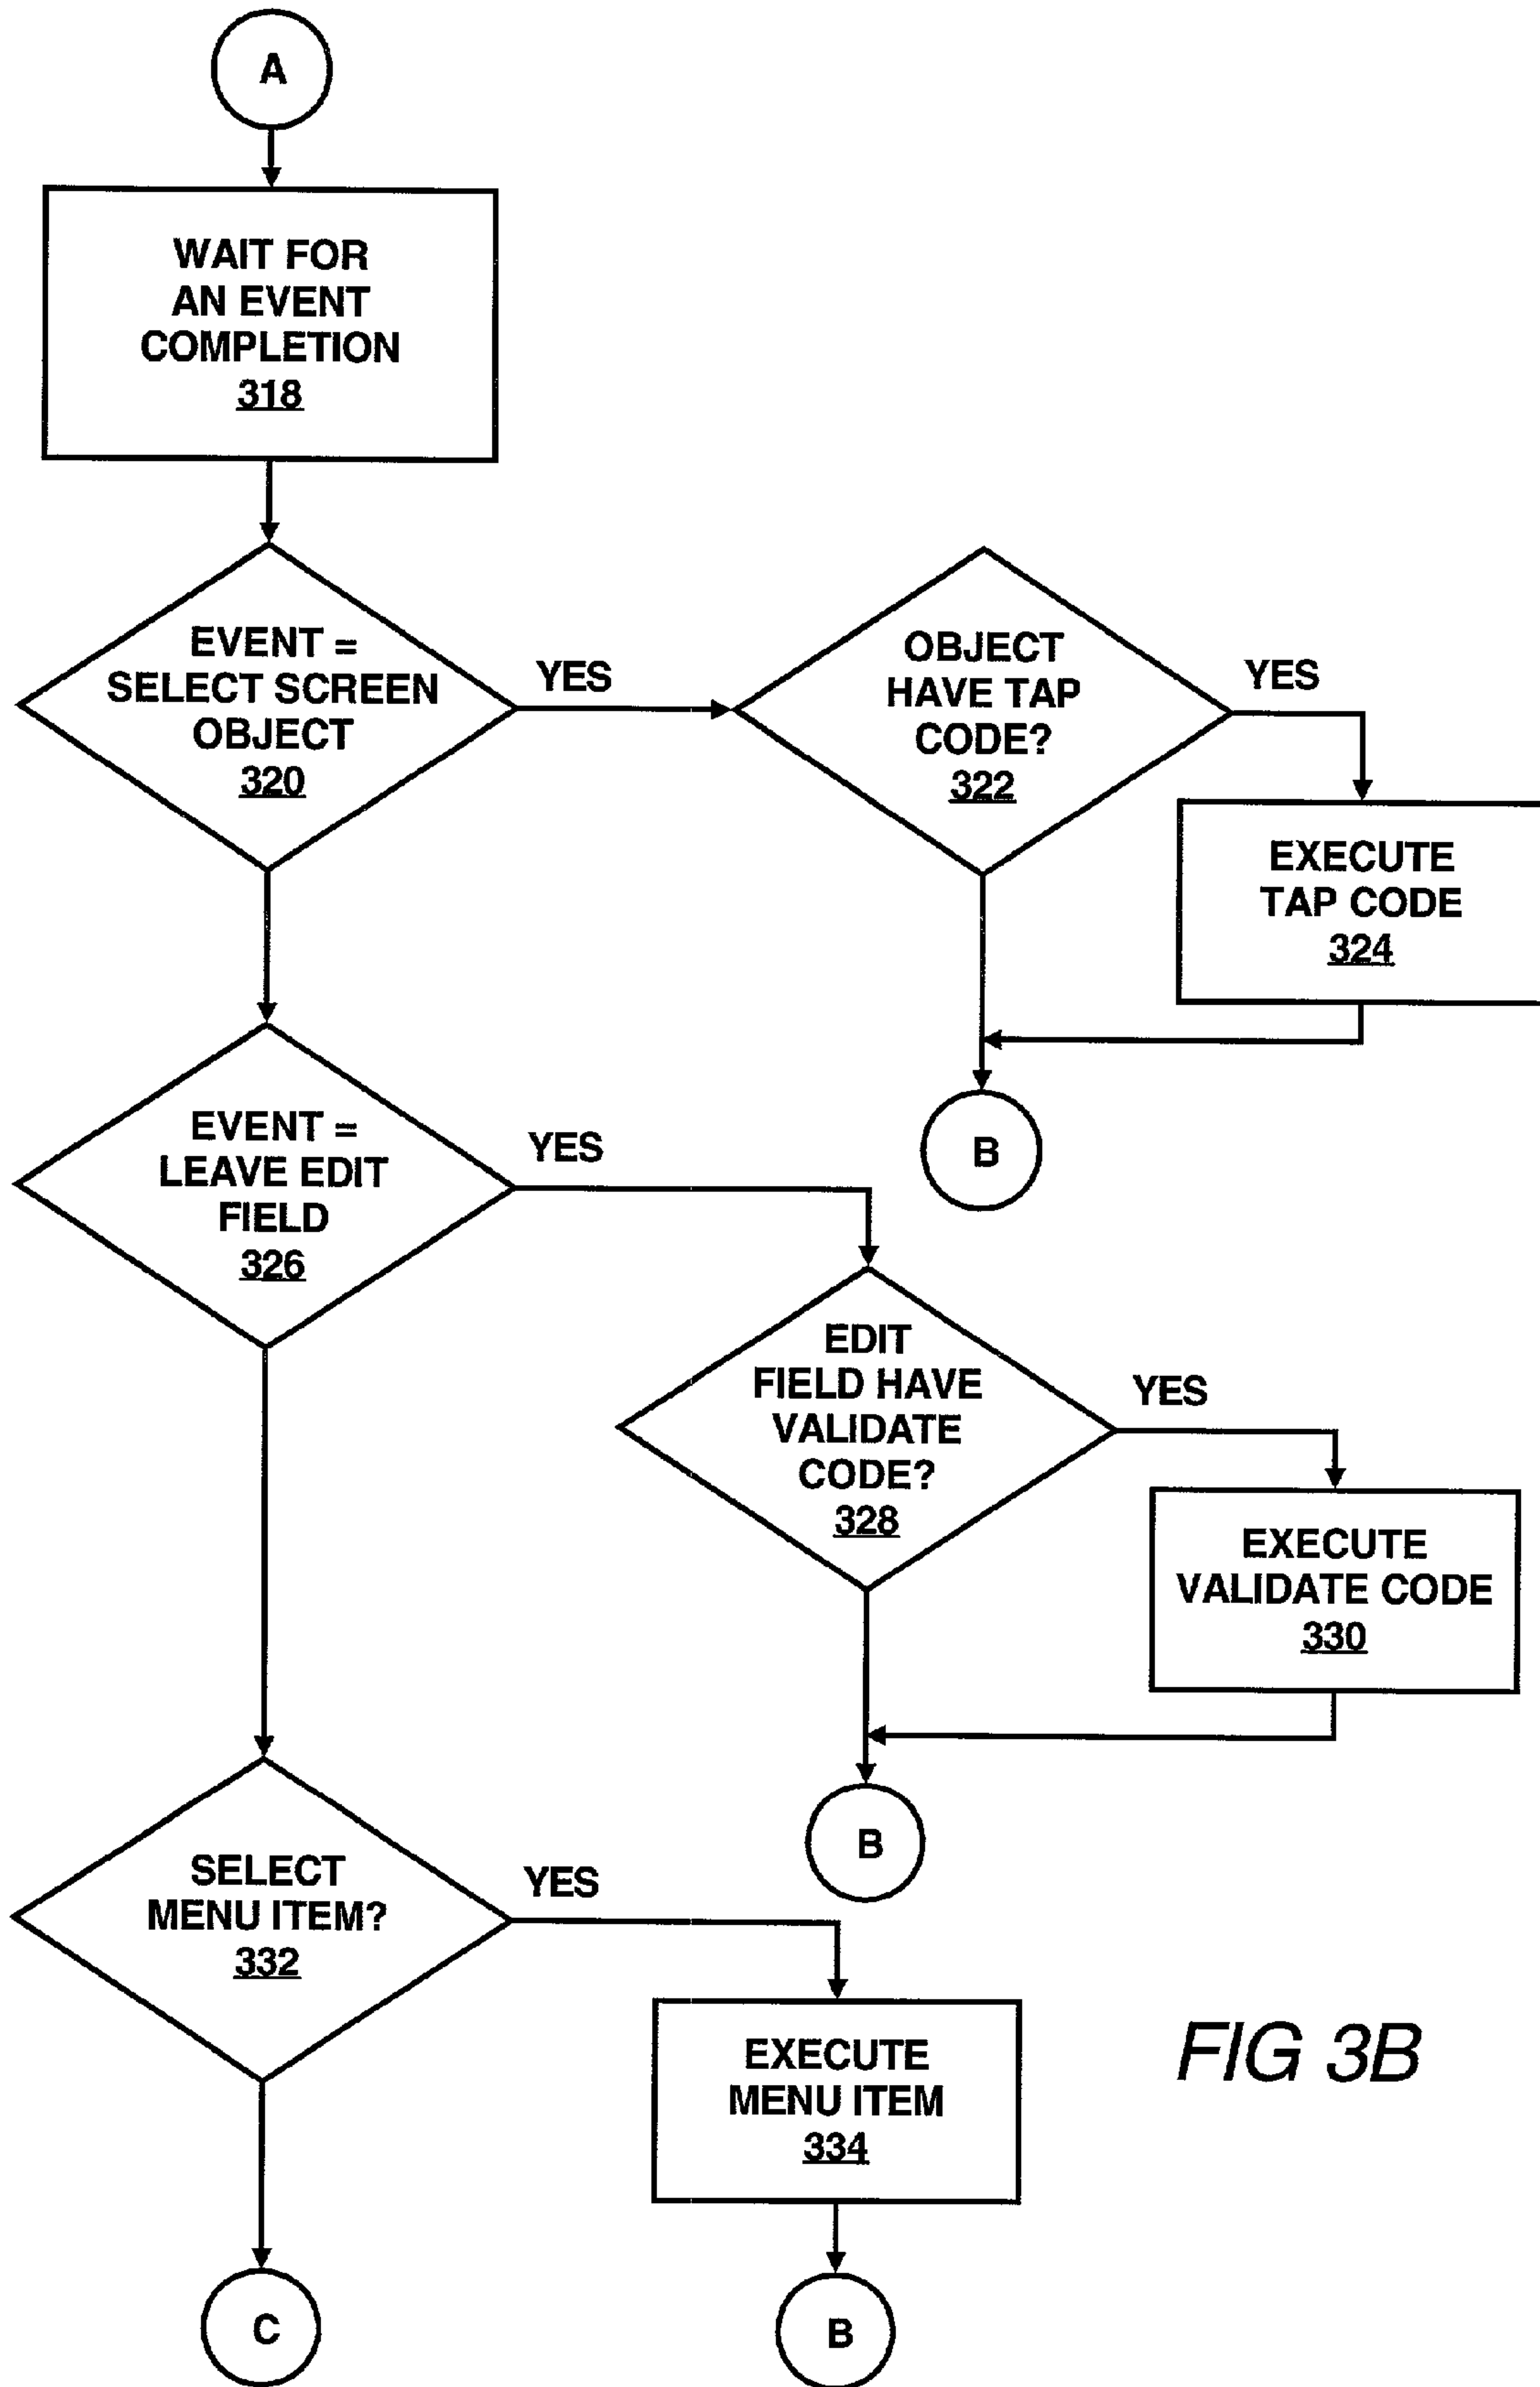 A
WAIT FOR
AN EVENT
COMPLETION
318
EVENT =
SELECT SCREEN
OBJECT
320
YES
OBJECT
HAVE TAP
CODE?
322
YES
EXECUTE
TAP CODE
324
B
EVENT =
LEAVE EDIT
FIELD
326
YES
EDIT
FIELD HAVE
VALIDATE
CODE?
328
YES
EXECUTE
VALIDATE CODE
330
B
SELECT
MENU ITEM?
332
YES
EXECUTE
MENU ITEM
334
FIG 3B
C
B